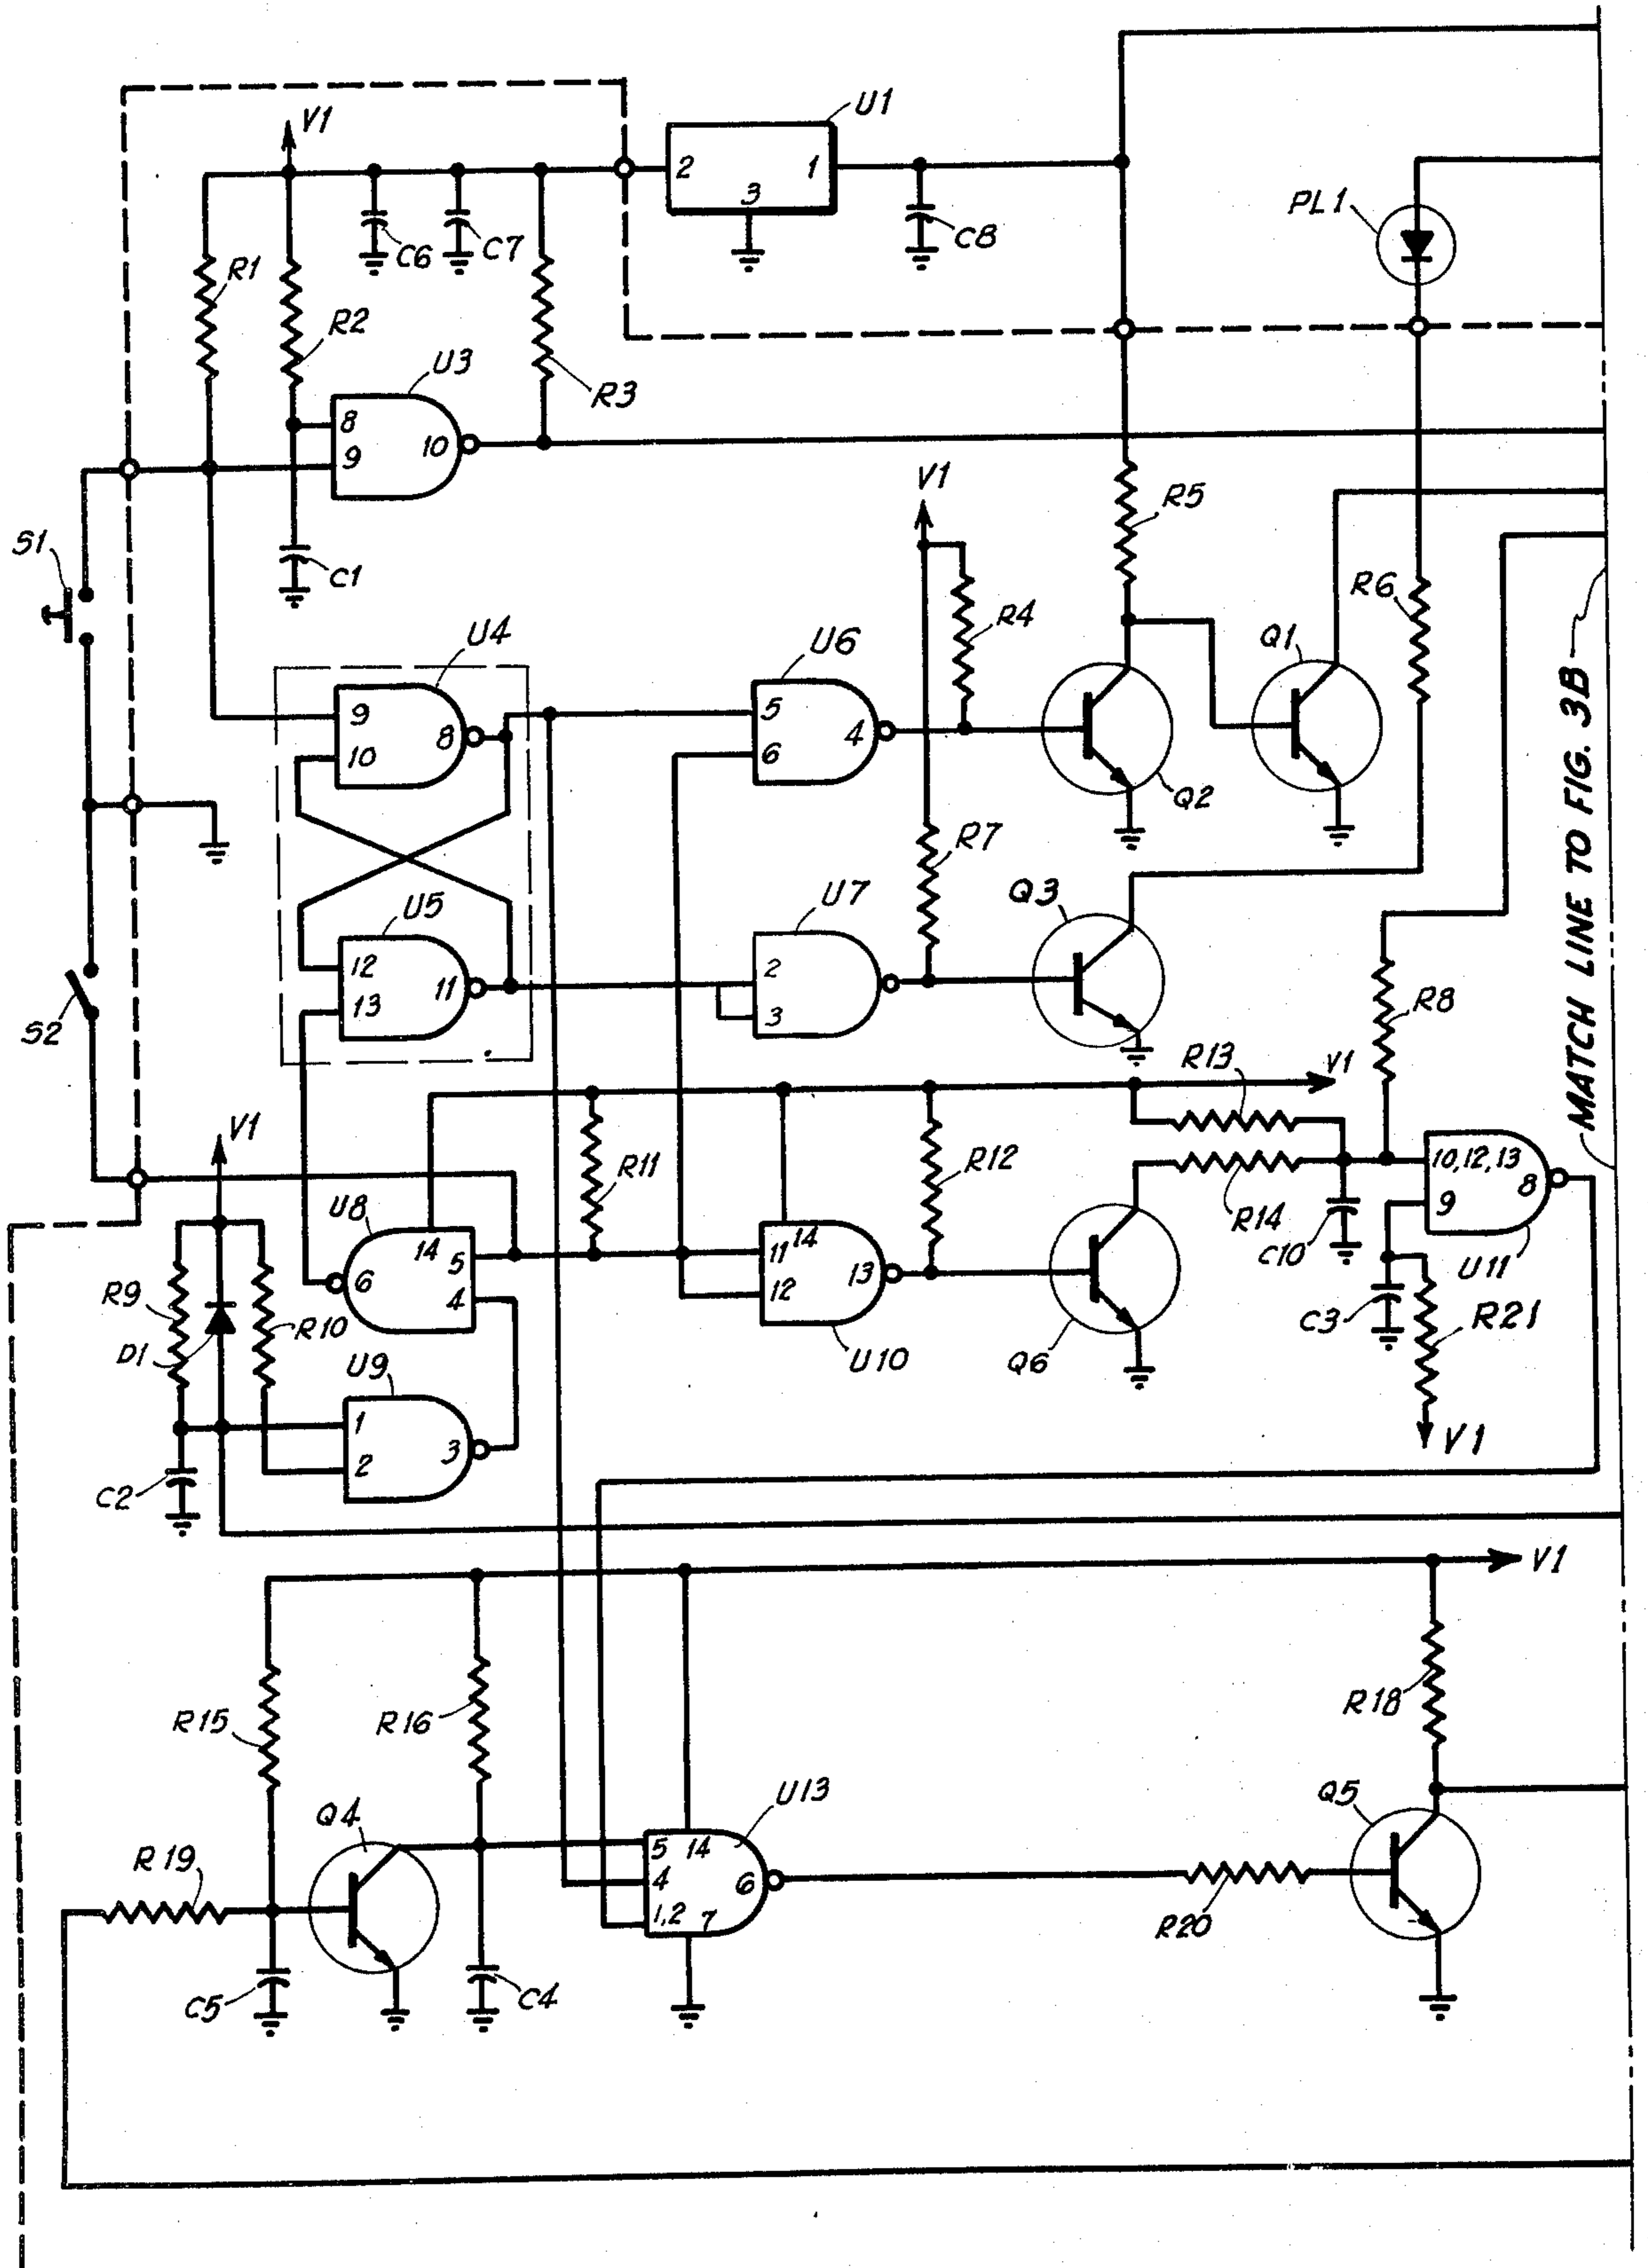 V1
U1
2
1
3
C6
C7
C8
PL1
R1
R2
U3
R3
8
9
10
S1
C1
V1
R5
R4
R6
U4
U6
Q1
9
10
8
5
6
4
Q2
MATCH LINE TO FIG. 3B
R7
U5
U7
Q3
12
13
11
2
3
S2
R8
R13
V1
V1
R11
R12
10,12,13
9
8
U8
14
5
6
4
11
14
12
13
R14
C10
U11
R9
R10
D1
C3
R21
U9
U10
Q6
1
2
3
V1
C2
V1
R15
R16
R18
Q4
U13
Q5
R19
5
14
4
6
1,2
7
R20
C5
C4